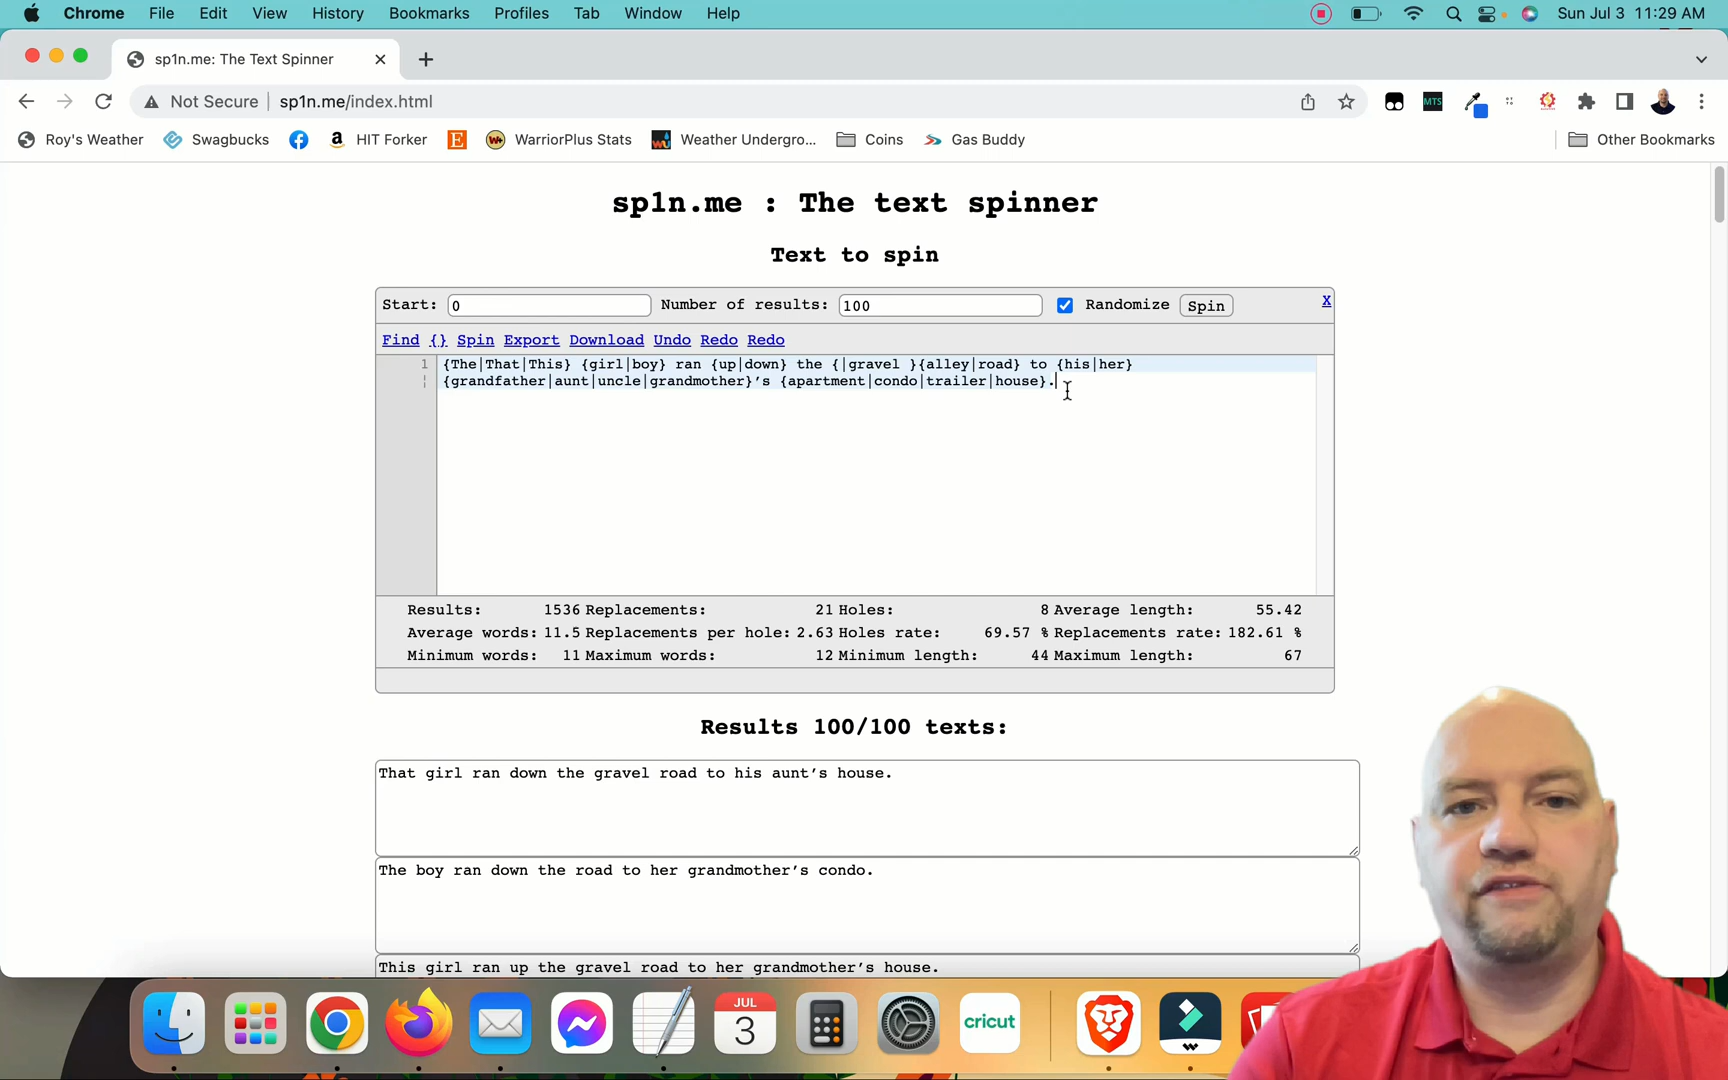 Chrome File Edit View History Bookmarks Profiles Tab Window Help Sun Jul 3 11:29 AM
sp1n.me: The Text Spinner
Not Secure | sp1n.me/index.html
MTS
Roy's Weather Swagbucks HIT Forker E WarriorPlus Stats Weather Undergro... Coins Gas Buddy Other Bookmarks
sp1n.me : The text spinner
Text to spin
Start: 0 Number of results: 100 Randomize Spin X
Find {} Spin Export Download Undo Redo Redo
1 {The|That|This} {girl|boy} ran {up|down} the {|gravel }{alley|road} to {his|her}
{grandfather|aunt|uncle|grandmother}’s {apartment|condo|trailer|house}.
Results: 1536 Replacements: 21 Holes: 8 Average length: 55.42
Average words: 11.5 Replacements per hole: 2.63 Holes rate: 69.57 % Replacements rate: 182.61 %
Minimum words: 11 Maximum words: 12 Minimum length: 44 Maximum length: 67
Results 100/100 texts:
That girl ran down the gravel road to his aunt’s house.
The boy ran down the road to her grandmother’s condo.
This girl ran up the gravel road to her grandmother’s house.
JUL
3
cricut